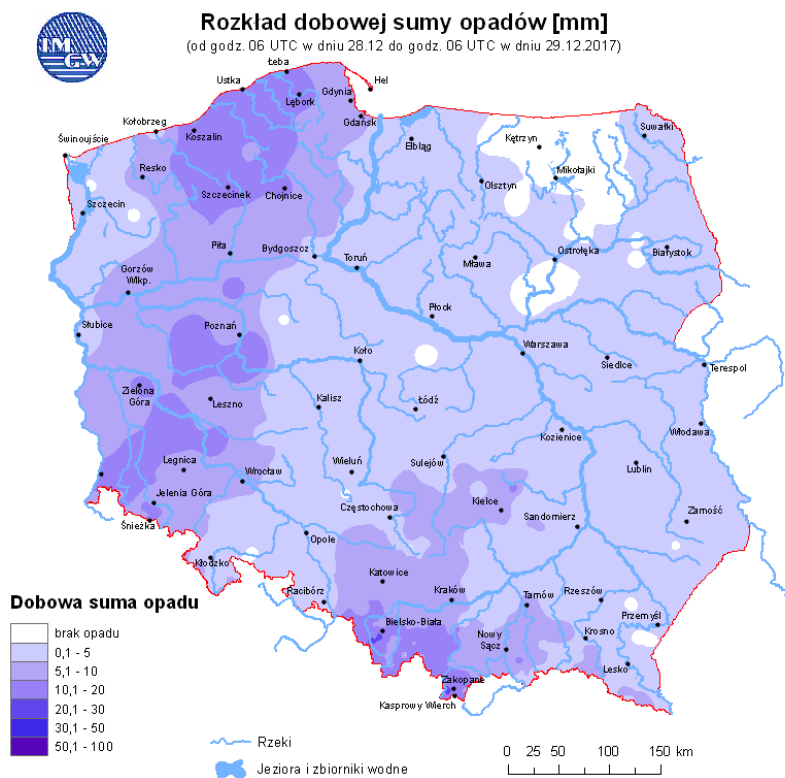 Rozkład dobowej sumy opadów [mm]
(od godz. 06 UTC w dniu 28.12 do godz. 06 UTC w dniu 29.12.2017)
IM
GW
Łeba
Ustka
Hel
Lębork
Gdynia
Gdańsk
Kołobrzeg
Koszalin
Świnoujście
Elbląg
Kętrzyn
Suwałki
Resko
Mikołajki
Olsztyn
Szczecinek
Chojnice
Szczecin
Piła
Bydgoszcz
Toruń
Mława
Ostrołęka
Białystok
Gorzów
Wlkp.
Płock
Słubice
Poznań
Koło
Warszawa
Siedlce
Terespol
Zielona
Góra
Leszno
Kalisz
Łódź
Włodawa
Kozienice
Legnica
Wrocław
Wieluń
Sulejów
Lublin
Jelenia Góra
Kielce
Częstochowa
Sandomierz
Zamość
Śnieżka
Opole
Kłodzko
Katowice
Racibórz
Kraków
Tarnów
Rzeszów
Przemyśl
Bielsko-Biała
Nowy
Sącz
Krosno
Lesko
Zakopane
Kasprowy Wierch
Dobowa suma opadu
brak opadu
0,1 - 5
5,1 - 10
10,1 - 20
20,1 - 30
30,1 - 50
50,1 - 100
Rzeki
Jeziora i zbiorniki wodne
0 25 50 100 150 km